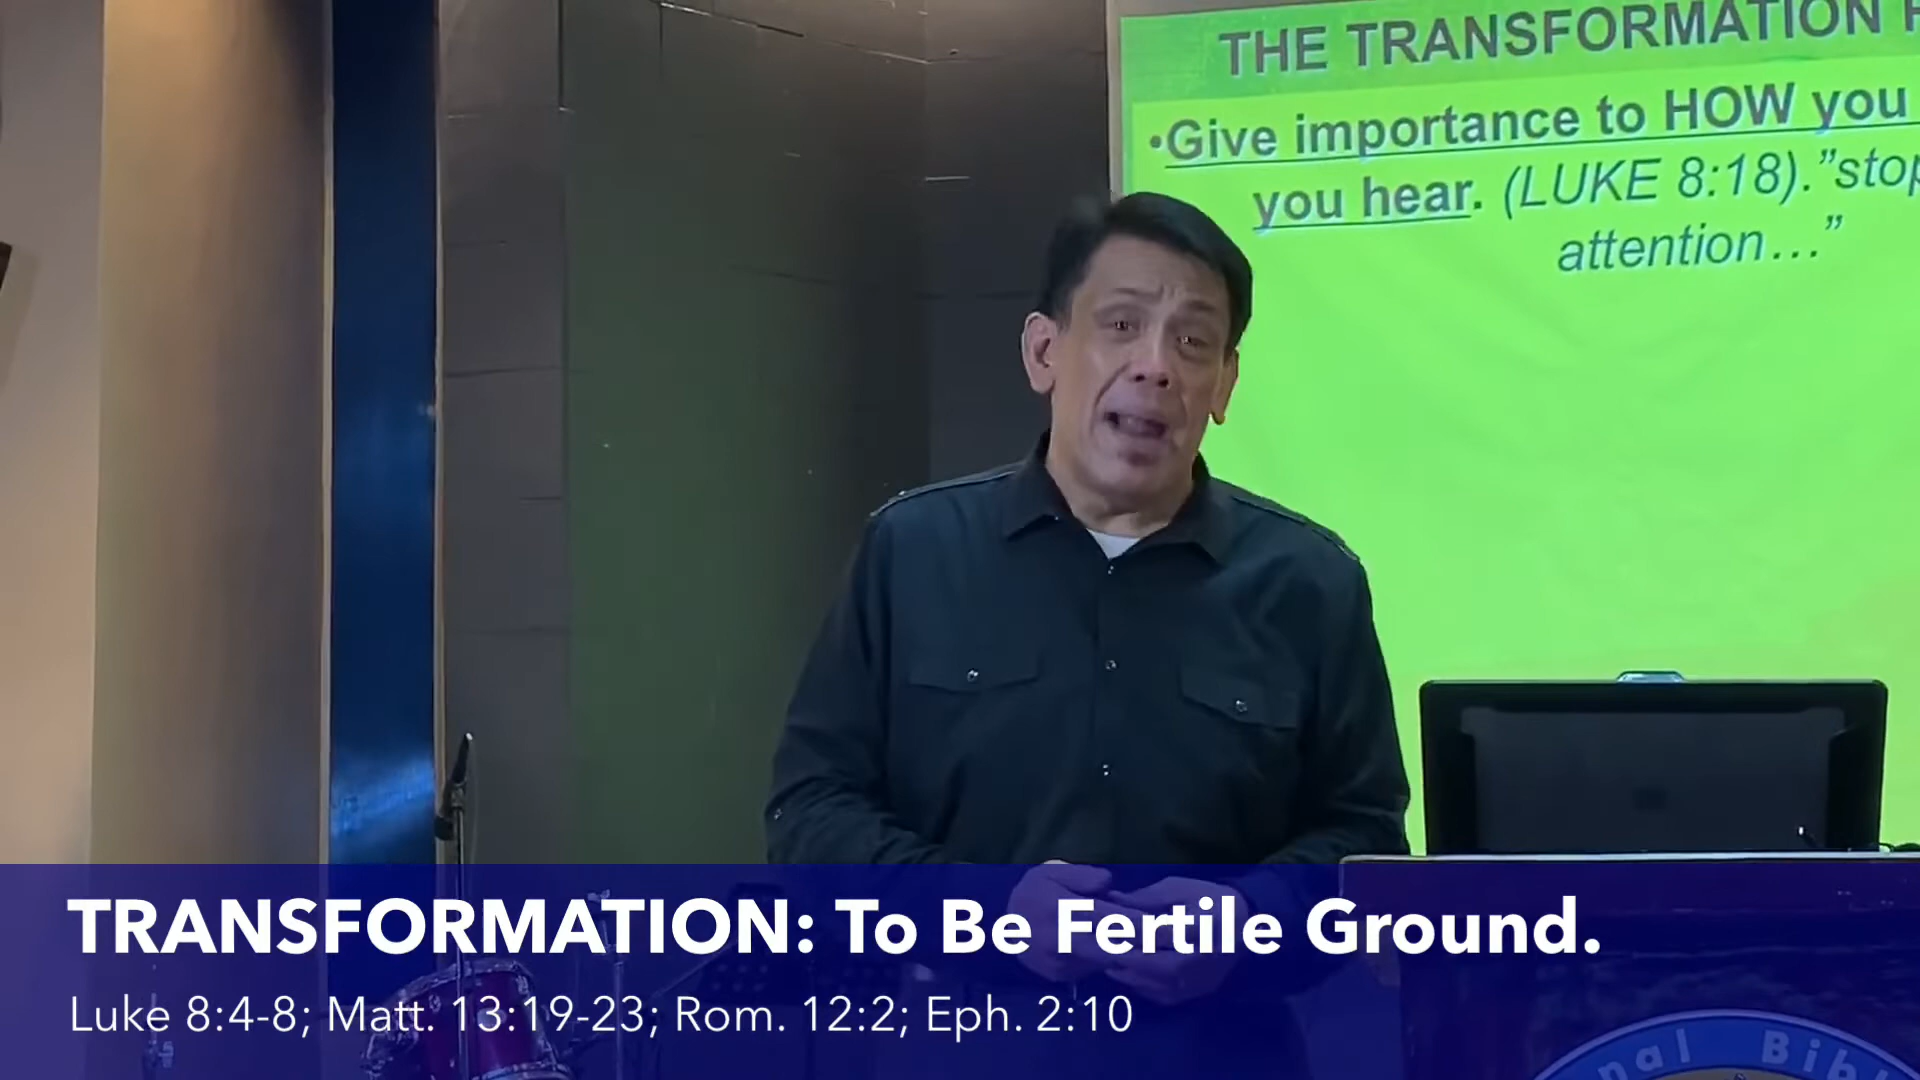 THE TRANSFORMATION
•Give importance to HOW you
you hear. (LUKE 8:18)."stop
attention…"
TRANSFORMATION: To Be Fertile Ground.
Luke 8:4-8; Matt. 13:19-23; Rom. 12:2; Eph. 2:10